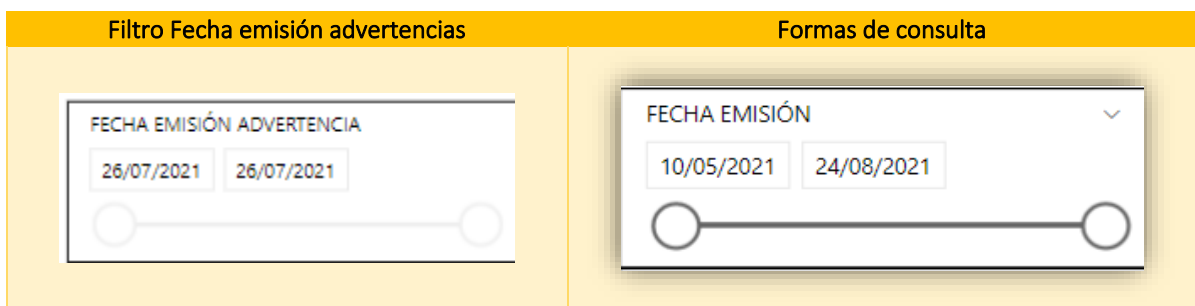 Filtro Fecha emisión advertencias
Formas de consulta
FECHA EMISIÓN ADVERTENCIA
26/07/2021 26/07/2021
FECHA EMISIÓN
10/05/2021 24/08/2021